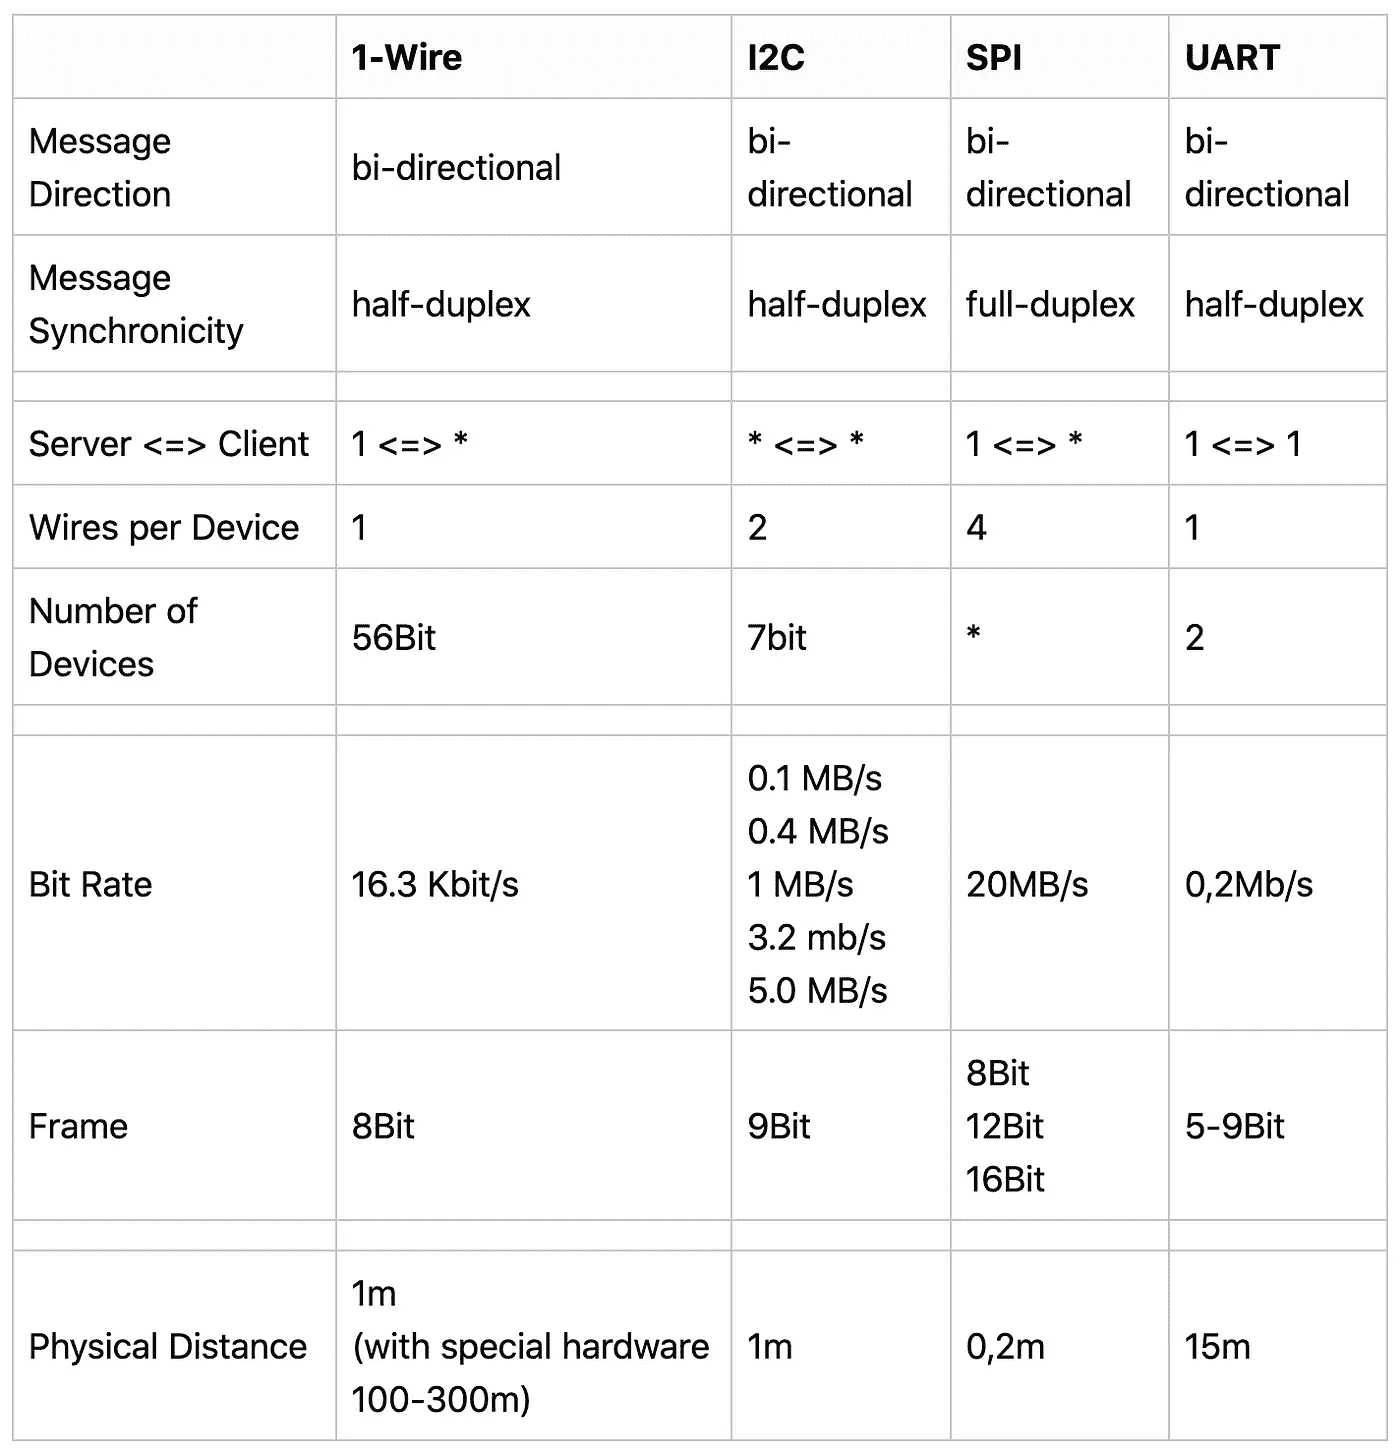 1-Wire I2C SPI UART
Message Direction bi-directional bi-directional bi-directional bi-directional
Message Synchronicity half-duplex half-duplex full-duplex half-duplex
Server <=> Client 1 <=> * * <=> * 1 <=> * 1 <=> 1
Wires per Device 1 2 4 1
Number of Devices 56Bit 7bit * 2
Bit Rate 16.3 Kbit/s 0.1 MB/s 0.4 MB/s 1 MB/s 3.2 mb/s 5.0 MB/s 20MB/s 0,2Mb/s
Frame 8Bit 9Bit 8Bit 12Bit 16Bit 5-9Bit
Physical Distance 1m (with special hardware 100-300m) 1m 0,2m 15m